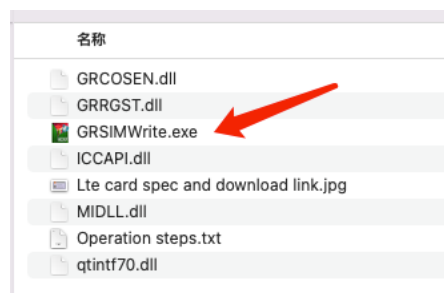 名称
GRCOSEN.dll
GRRGST.dll
GRSIMWrite.exe
ICCAPI.dll
Lte card spec and download link.jpg
MIDLL.dll
Operation steps.txt
qtintf70.dll